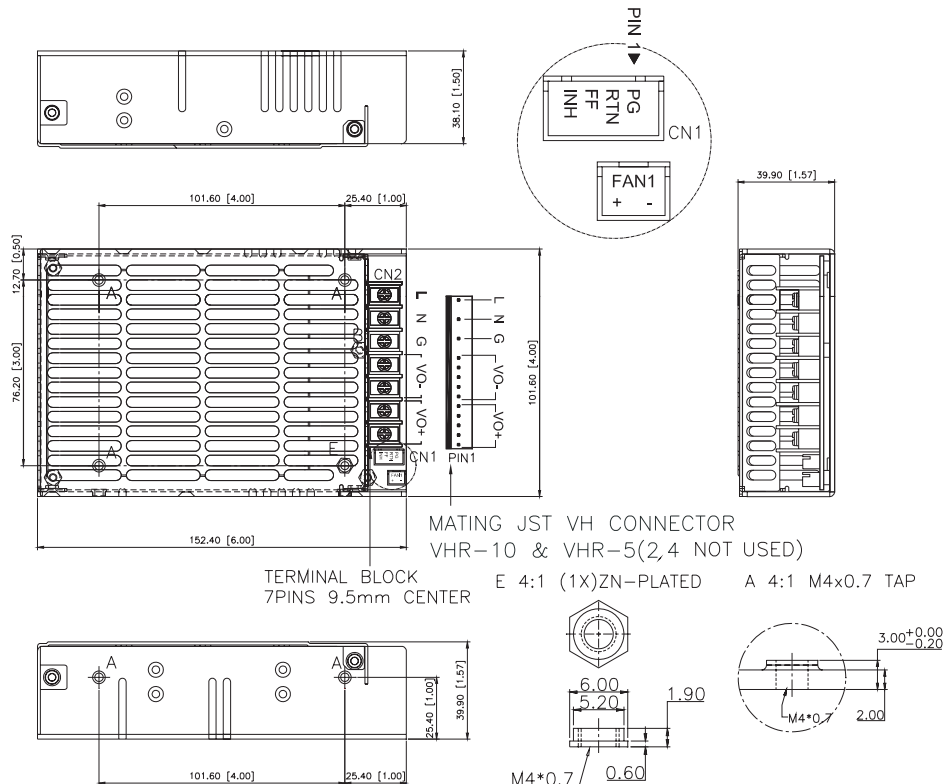 38.10 [1.50]
PIN 1
PG
RTN
FF
INH
CN1
FAN1
+ -
39.90 [1.57]
101.60 [4.00]
25.40 [1.00]
12.70 [0.50]
76.20 [3.00]
A
A
A
E
B
CN2
L
N
G
VO-
VO+
CN1
L
N
G
VO-
VO+
PIN1
101.60 [4.00]
152.40 [6.00]
MATING JST VH CONNECTOR
VHR-10 & VHR-5(2,4 NOT USED)
TERMINAL BLOCK
7PINS 9.5mm CENTER
E 4:1 (1X)ZN-PLATED
A 4:1 M4x0.7 TAP
A
A
25.40 [1.00]
39.90 [1.57]
101.60 [4.00]
25.40 [1.00]
6.00
5.20
1.90
0.60
M4*0.7
3.00+0.00
-0.20
2.00
M4*0.7